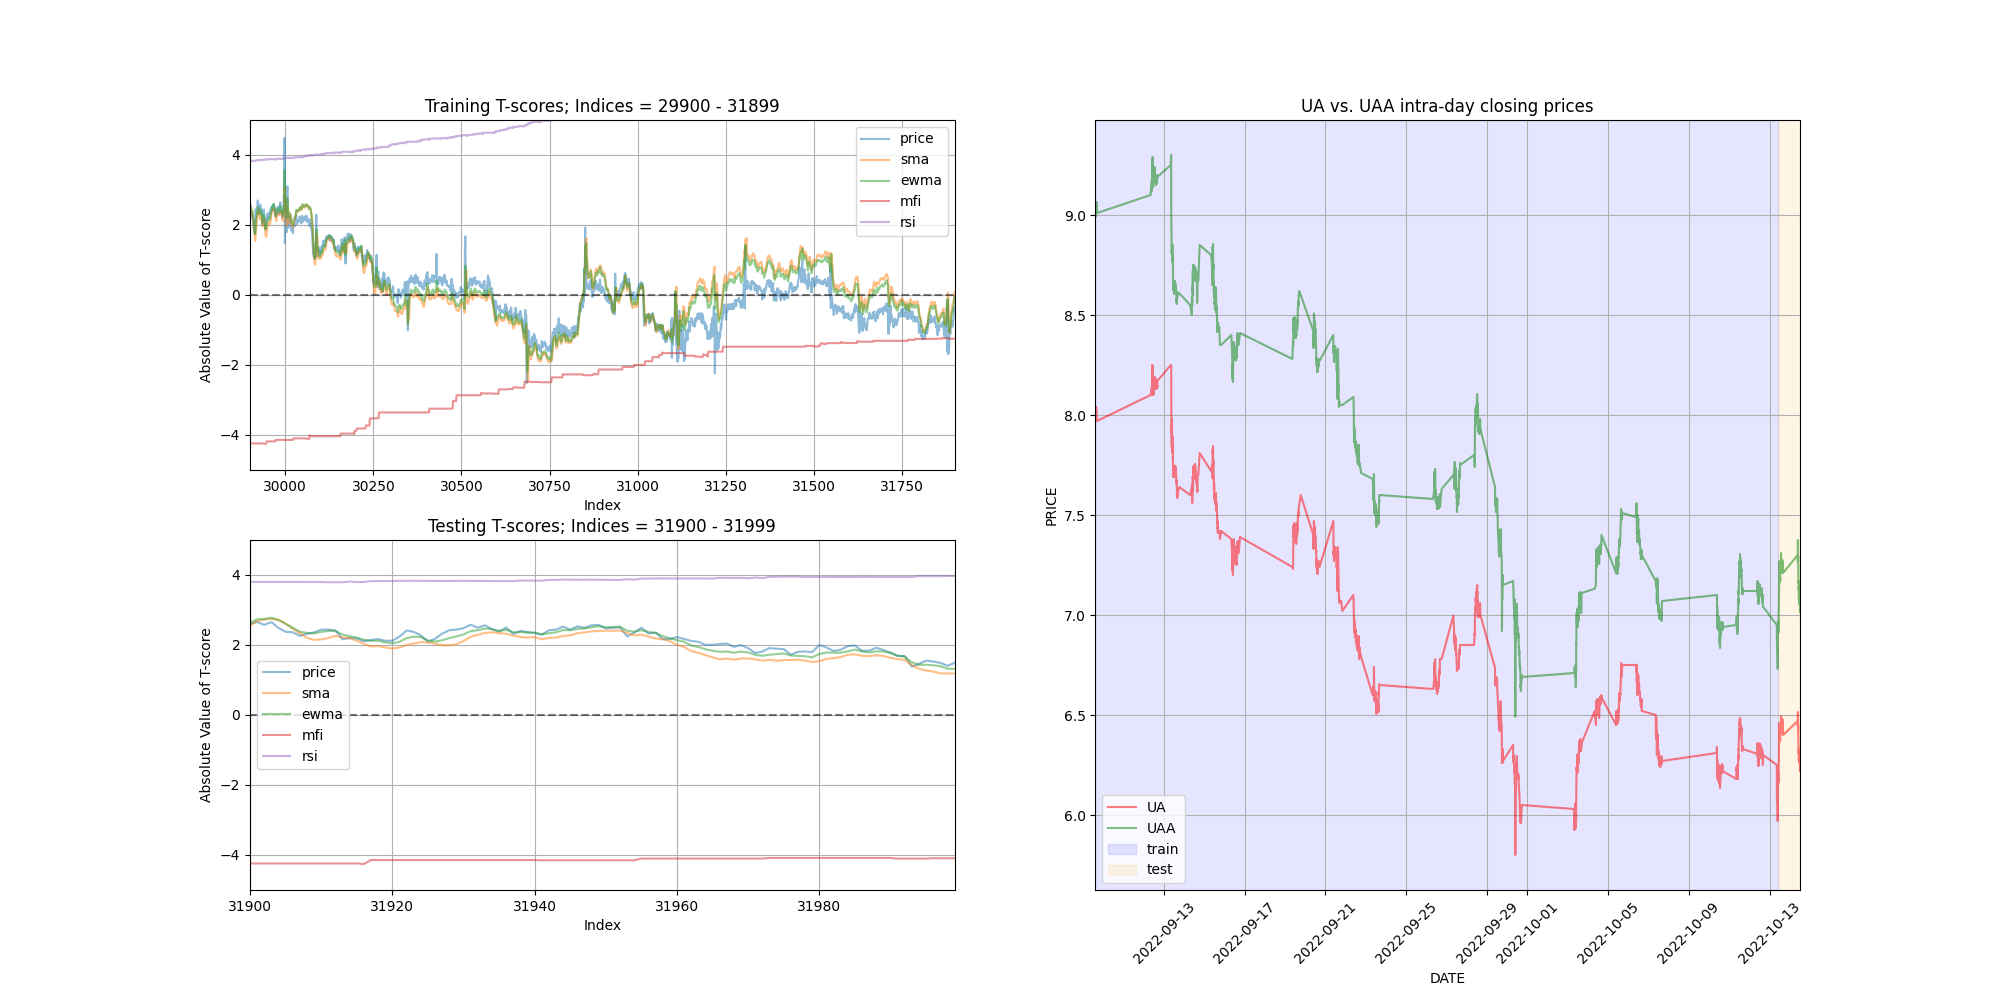 Training T-scores; Indices = 29900 - 31899
Absolute Value of T-score
4
2
0
−2
−4
price
sma
ewma
mfi
rsi
30000 30250 30500 30750 31000 31250 31500 31750
Index
Testing T-scores; Indices = 31900 - 31999
Absolute Value of T-score
4
2
0
−2
−4
price
sma
ewma
mfi
rsi
31900 31920 31940 31960 31980
Index
UA vs. UAA intra-day closing prices
PRICE
9.0
8.5
8.0
7.5
7.0
6.5
6.0
UA
UAA
train
test
2022-09-13 2022-09-17 2022-09-21 2022-09-25 2022-09-29 2022-10-01 2022-10-05 2022-10-09 2022-10-13
DATE